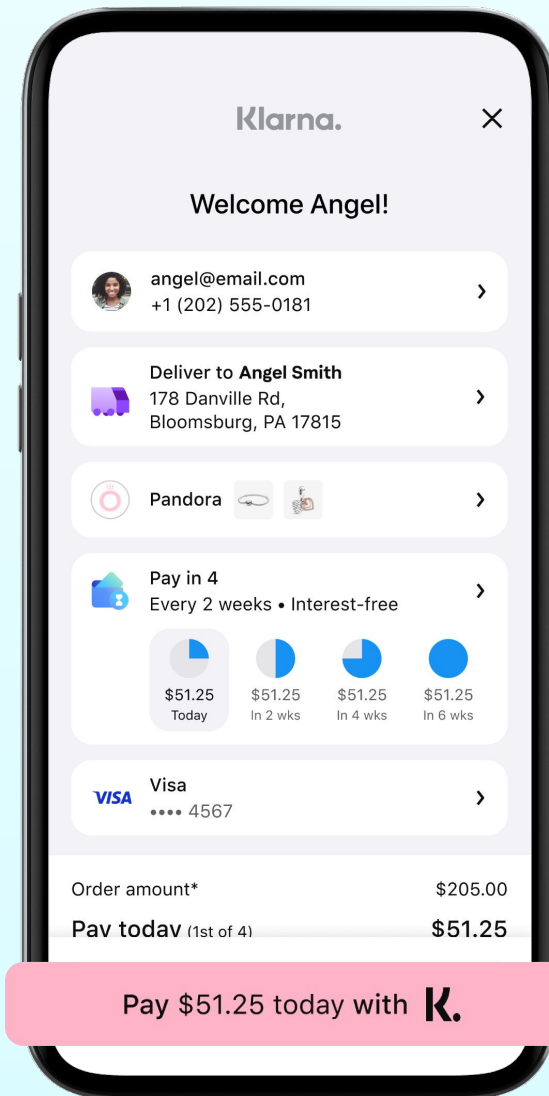 Klarna.
Welcome Angel!
angel@email.com
+1 (202) 555-0181
Deliver to Angel Smith
178 Danville Rd,
Bloomsburg, PA 17815
Pandora
Pay in 4
Every 2 weeks • Interest-free
$51.25 $51.25 $51.25 $51.25
Today In 2 wks In 4 wks In 6 wks
VISA
Visa
•••• 4567
Order amount* $205.00
Pay today (1st of 4) $51.25
Pay $51.25 today with K.